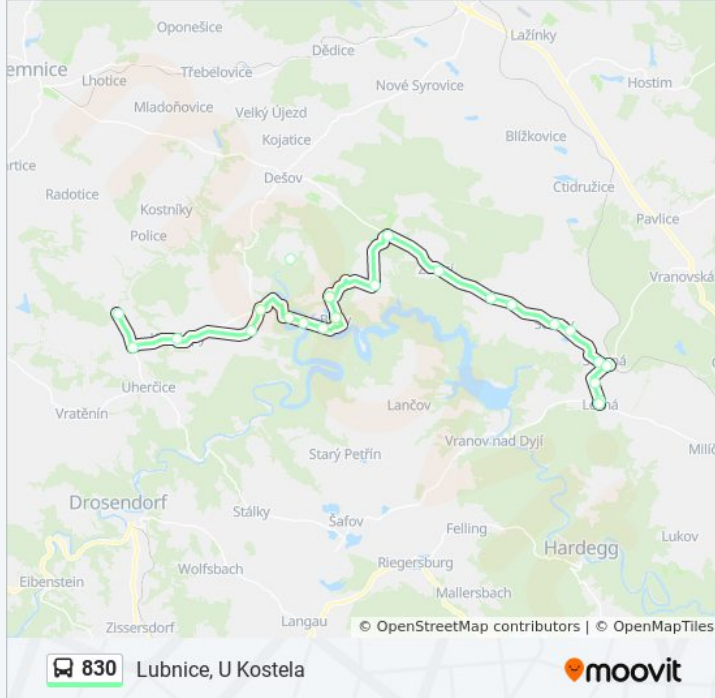 Oponešice
Lažínky
Dědice
emnice
Třebelovice
Lhotice
Nové Syrovice
Hostim
Mladoňovice
Velký Újezd
Kojatice
Blížkovice
artice
Dešov
Ctidružice
Radotice
Kostníky
Pavlice
Police
Vranovská
Uherčice
Lančov
Vratěnín
Vranov nad Dyjí
Milíč
Starý Petřín
Drosendorf
Stálky
Šafov
Felling
Lukov
Hardegg
Wolfsbach
Riegersburg
Eibenstein
Mallersbach
Langau
Zissersdorf
© OpenStreetMap contributors | © OpenMapTiles
830 Lubnice, U Kostela
moovit